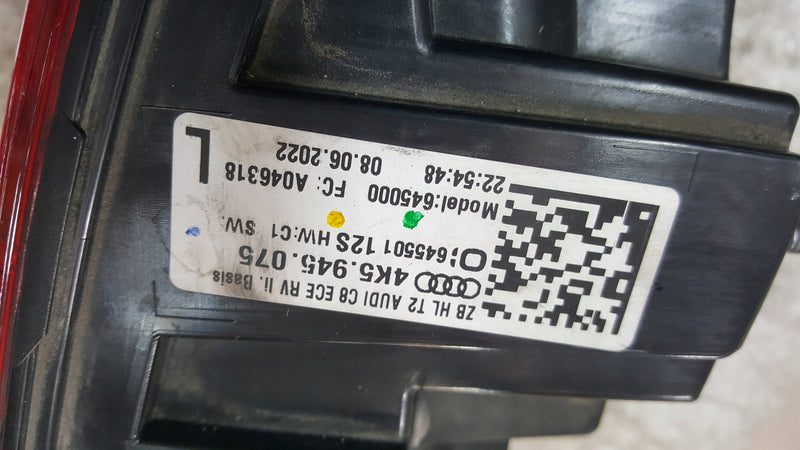 ZB HL T2 AUDI C8 ECE RV li. Basis
4K5.945.075
:645501 12S HW:C1 SW:
Model:645000 FC: A046318
22:54:48 08.06.2022
L